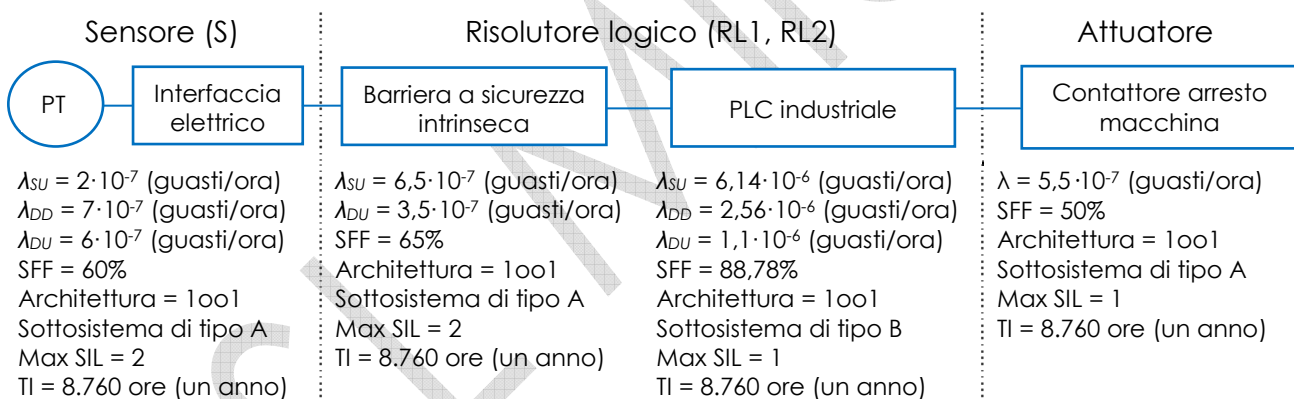 Sensore (S)
Risolutore logico (RL1, RL2)
Attuatore
PT
Interfaccia
elettrico
Barriera a sicurezza
intrinseca
PLC industriale
Contattore arresto
macchina
λSU = 2·10-7 (guasti/ora)
λDD = 7·10-7 (guasti/ora)
λDU = 6·10-7 (guasti/ora)
SFF = 60%
Architettura = 1oo1
Sottosistema di tipo A
Max SIL = 2
TI = 8.760 ore (un anno)
λSU = 6,5·10-7 (guasti/ora)
λDU = 3,5·10-7 (guasti/ora)
SFF = 65%
Architettura = 1oo1
Sottosistema di tipo A
Max SIL = 2
TI = 8.760 ore (un anno)
λSU = 6,14·10-6 (guasti/ora)
λDD = 2,56·10-6 (guasti/ora)
λDU = 1,1·10-6 (guasti/ora)
SFF = 88,78%
Architettura = 1oo1
Sottosistema di tipo B
Max SIL = 1
TI = 8.760 ore (un anno)
λ = 5,5·10-7 (guasti/ora)
SFF = 50%
Architettura = 1oo1
Sottosistema di tipo A
Max SIL = 1
TI = 8.760 ore (un anno)